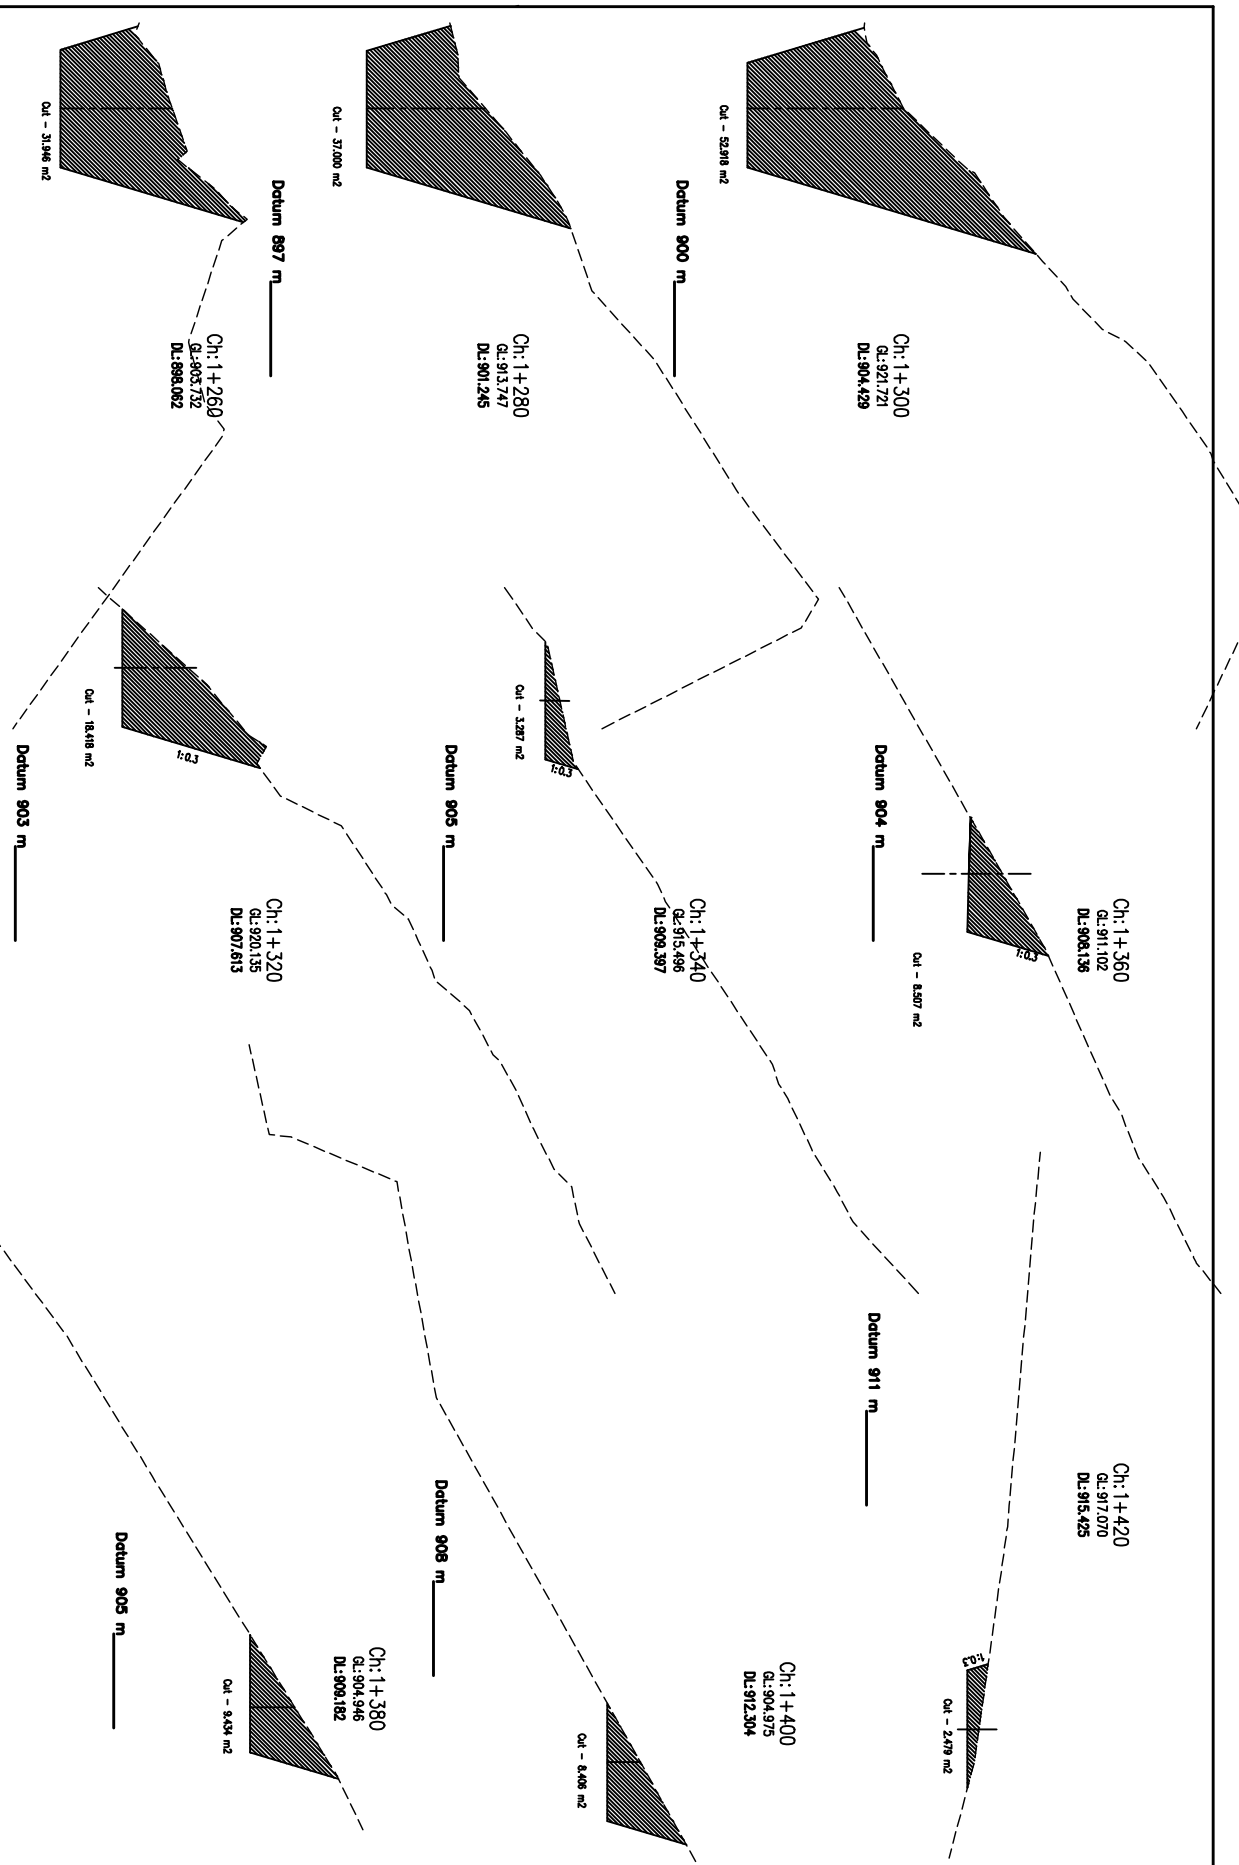 Ch:1+300
GL:921.721
DL:904.429
Cut - 52.918 m2
Datum 900 m
Ch:1+280
GL:913.747
DL:901.245
Cut - 37.000 m2
Datum 897 m
Ch:1+260
GL:903.732
DL:898.062
Cut - 31.946 m2
Ch:1+360
GL:911.102
DL:908.136
1:0.3
Cut - 8.507 m2
Datum 904 m
Ch:1+340
GL:915.496
DL:909.397
1:0.3
Cut - 3.287 m2
Datum 905 m
Ch:1+320
GL:920.135
DL:907.613
1:0.3
Cut - 18.418 m2
Datum 903 m
Ch:1+420
GL:917.070
DL:915.425
1:0.3
Cut - 2.479 m2
Datum 911 m
Ch:1+400
GL:904.975
DL:912.304
Cut - 8.406 m2
Datum 908 m
Ch:1+380
GL:904.946
DL:909.182
Cut - 9.434 m2
Datum 905 m